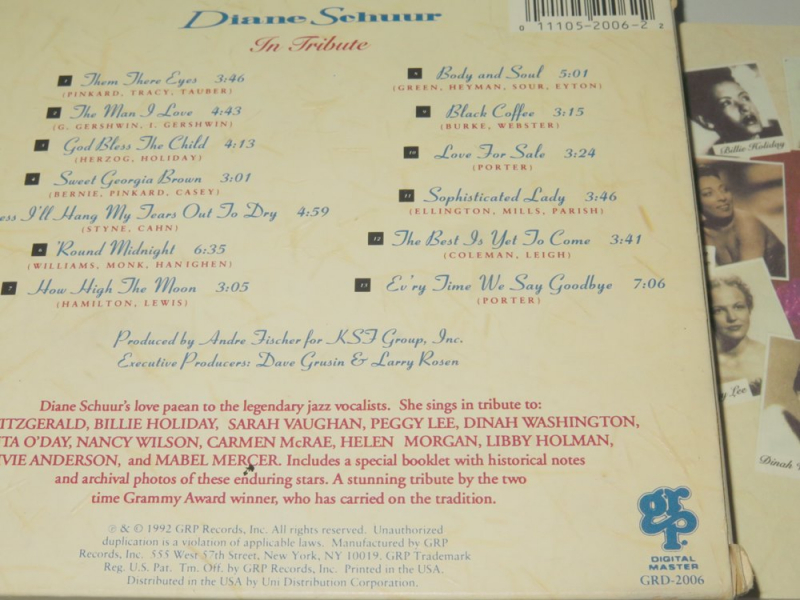 Diane Schuur
In Tribute
0 11105-2006-2 2
1 Them There Eyes 3:46
(PINKARD, TRACY, TAUBER)
2 The Man I Love 4:43
(G. GERSHWIN, I. GERSHWIN)
3 God Bless The Child 4:13
(HERZOG, HOLIDAY)
4 Sweet Georgia Brown 3:01
(BERNIE, PINKARD, CASEY)
ess I'll Hang My Tears Out To Dry 4:59
(STYNE, CAHN)
6 'Round Midnight 6:35
(WILLIAMS, MONK, HANIGHEN)
7 How High The Moon 3:05
(HAMILTON, LEWIS)
Body and Soul 5:01
(GREEN, HEYMAN, SOUR, EYTON)
9 Black Coffee 3:15
(BURKE, WEBSTER)
10 Love For Sale 3:24
(PORTER)
11 Sophisticated Lady 3:46
(ELLINGTON, MILLS, PARISH)
12 The Best Is Yet To Come 3:41
(COLEMAN, LEIGH)
13 Ev'ry Time We Say Goodbye 7:06
(PORTER)
Produced by Andre Fischer for KSF Group, Inc.
Executive Producers: Dave Grusin & Larry Rosen
Diane Schuur's love paean to the legendary jazz vocalists. She sings in tribute to:
ITZGERALD, BILLIE HOLIDAY, SARAH VAUGHAN, PEGGY LEE, DINAH WASHINGTON,
TA O'DAY, NANCY WILSON, CARMEN McRAE, HELEN MORGAN, LIBBY HOLMAN,
VIE ANDERSON, and MABEL MERCER. Includes a special booklet with historical notes
and archival photos of these enduring stars. A stunning tribute by the two
time Grammy Award winner, who has carried on the tradition.
℗ & © 1992 GRP Records, Inc. All rights reserved. Unauthorized
duplication is a violation of applicable laws. Manufactured by GRP
Records, Inc. 555 West 57th Street, New York, NY 10019. GRP Trademark
Reg. U.S. Pat. Tm. Off. by GRP Records, Inc. Printed in the USA.
Distributed in the USA by Uni Distribution Corporation.
grp
DIGITAL
MASTER
GRD-2006
Billie Holiday
y Lee
Dinah